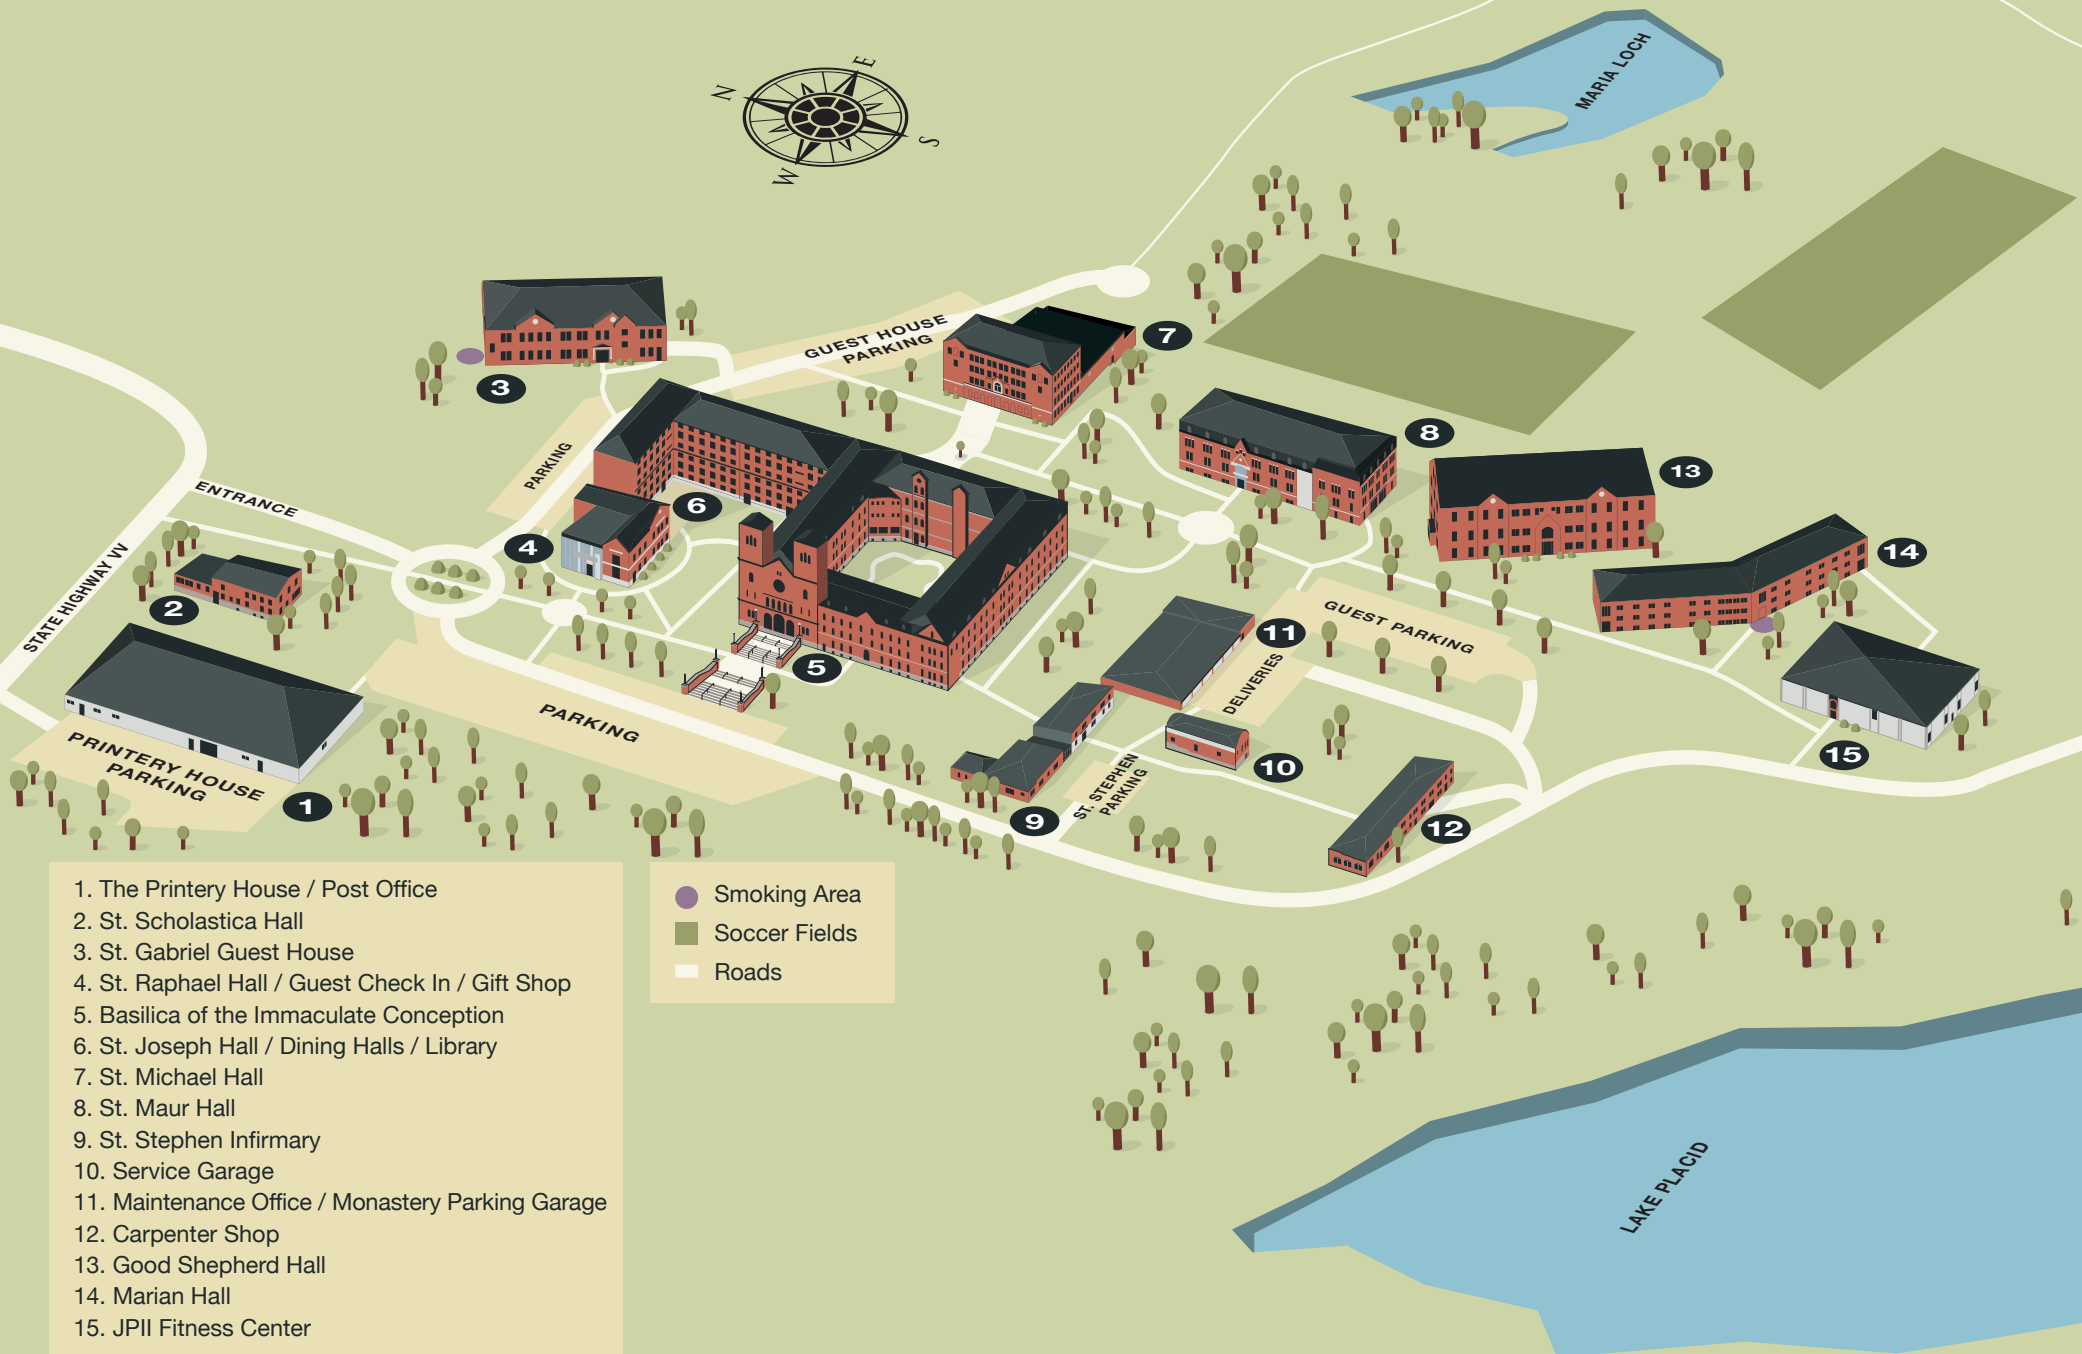 N
E
S
W
MARIA LOCH
GUEST HOUSE
PARKING
7
3
8
PARKING
13
ENTRANCE
6
4
14
STATE HIGHWAY VV
2
GUEST PARKING
11
5
DELIVERIES
PARKING
PRINTERY HOUSE
PARKING
15
10
ST. STEPHEN
PARKING
1
9
12
1. The Printery House / Post Office
2. St. Scholastica Hall
3. St. Gabriel Guest House
4. St. Raphael Hall / Guest Check In / Gift Shop
5. Basilica of the Immaculate Conception
6. St. Joseph Hall / Dining Halls / Library
7. St. Michael Hall
8. St. Maur Hall
9. St. Stephen Infirmary
10. Service Garage
11. Maintenance Office / Monastery Parking Garage
12. Carpenter Shop
13. Good Shepherd Hall
14. Marian Hall
15. JPII Fitness Center
Smoking Area
Soccer Fields
Roads
LAKE PLACID